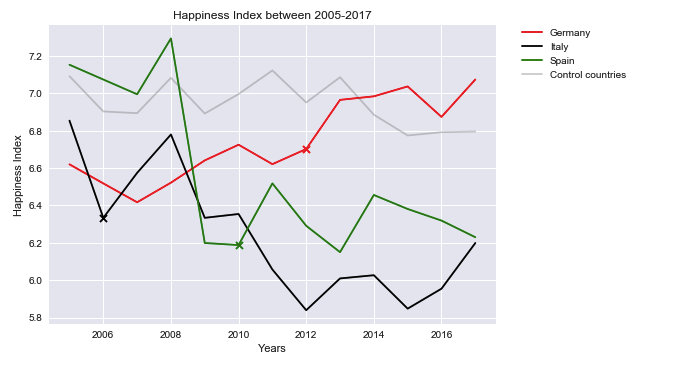 Happiness Index between 2005-2017
Germany
Italy
Spain
Control countries
Happiness Index
7.2
7.0
6.8
6.6
6.4
6.2
6.0
5.8
2006
2008
2010
2012
2014
2016
Years